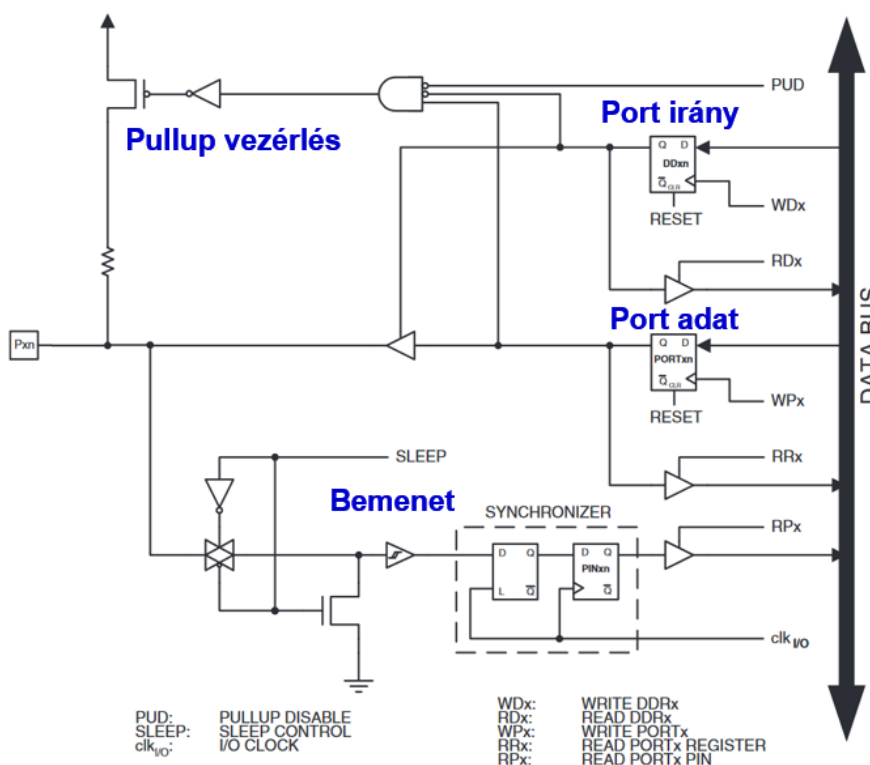 PUD
Port irány
Pullup vezérlés
Q D
DDxn
Q CLR
WDx
RESET
RDx
Port adat
Pxn
Q D
PORTxn
Q CLR
WPx
RESET
DATA BUS
SLEEP
RRx
Bemenet
SYNCHRONIZER
RPx
D Q
D Q
PINxn
L Q
Q
clk I/O
PUD: PULLUP DISABLE
SLEEP: SLEEP CONTROL
clkI/O: I/O CLOCK
WDx: WRITE DDRx
RDx: READ DDRx
WPx: WRITE PORTx
RRx: READ PORTx REGISTER
RPx: READ PORTx PIN